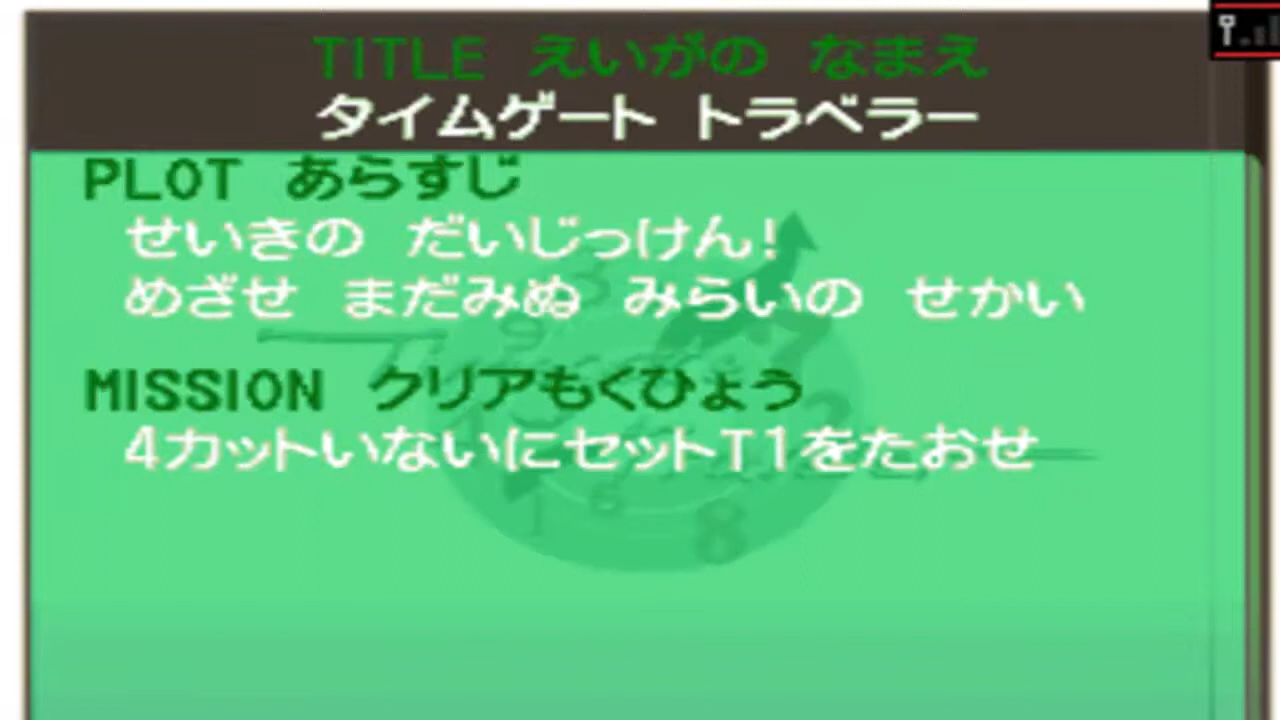 TITLE えいがの なまえ
タイムゲート トラベラー
PLOT あらすじ
せいきの だいじっけん!
めざせ まだみぬ みらいの せかい
MISSION クリアもくひょう
4カットいないにセットT1をたおせ